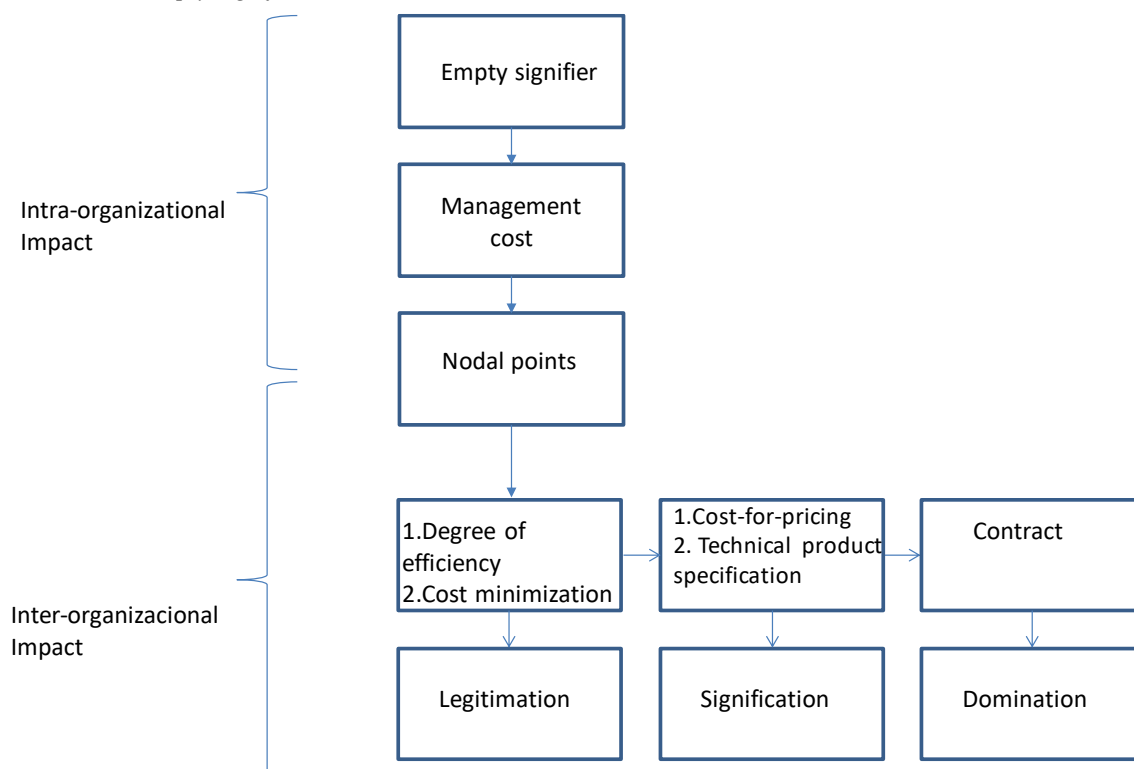 Empty signifier
Management
cost
Intra-organizational
Impact
Nodal points
1.Degree of
efficiency
2.Cost minimization
1.Cost-for-pricing
2. Technical product
specification
Contract
Inter-organizacional
Impact
Legitimation
Signification
Domination